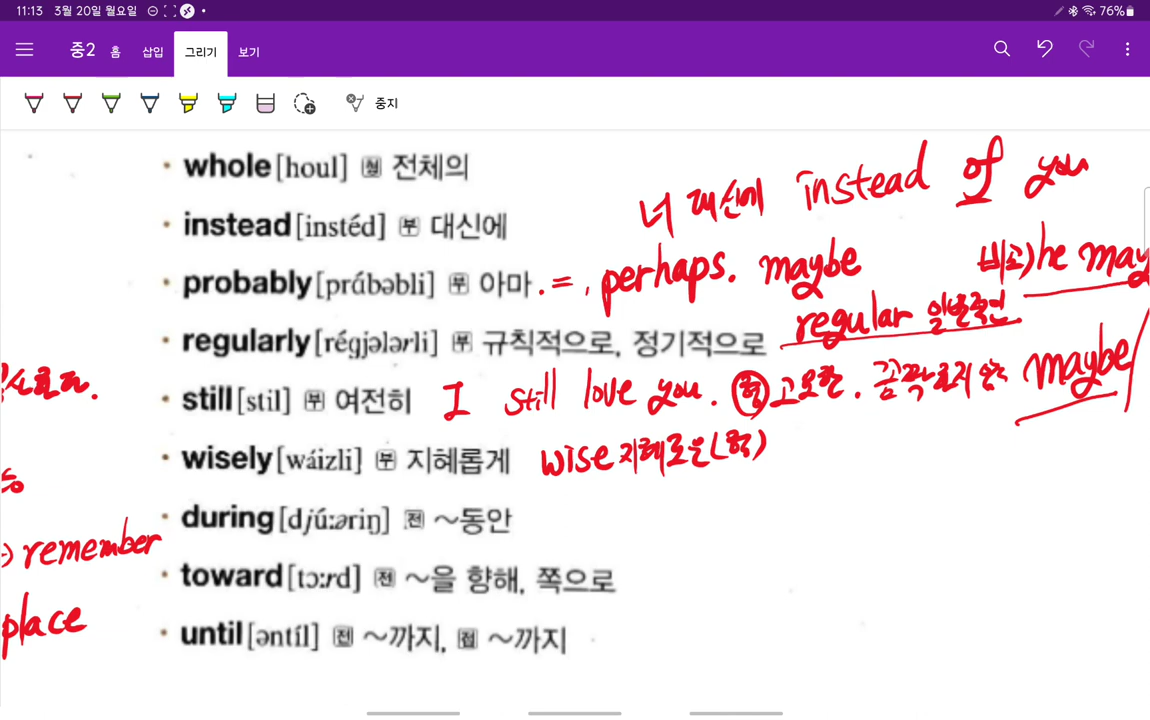 11:13 3월 20일 월요일 76%
중2 홈 삽입 그리기 보기
중지
whole [houl] 형 전체의
너 대신에 instead of you
instead [instéd] 부 대신에
probably [prábəbli] 부 아마 . = , perhaps. maybe 비교) he may
regular 일반적인
regularly [régjələrli] 부 규칙적으로, 정기적으로
maybe/
still [stil] 부 여전히 I still love you. 형 고요한. 꼼짝하지 않는
wisely [wáizli] 부 지혜롭게 wise 지혜로운(형)
during [djú:əriŋ] 전 ~동안
remember
toward [tɔ:rd] 전 ~을 향해, 쪽으로
place
until [əntíl] 전 ~까지, 접 ~까지